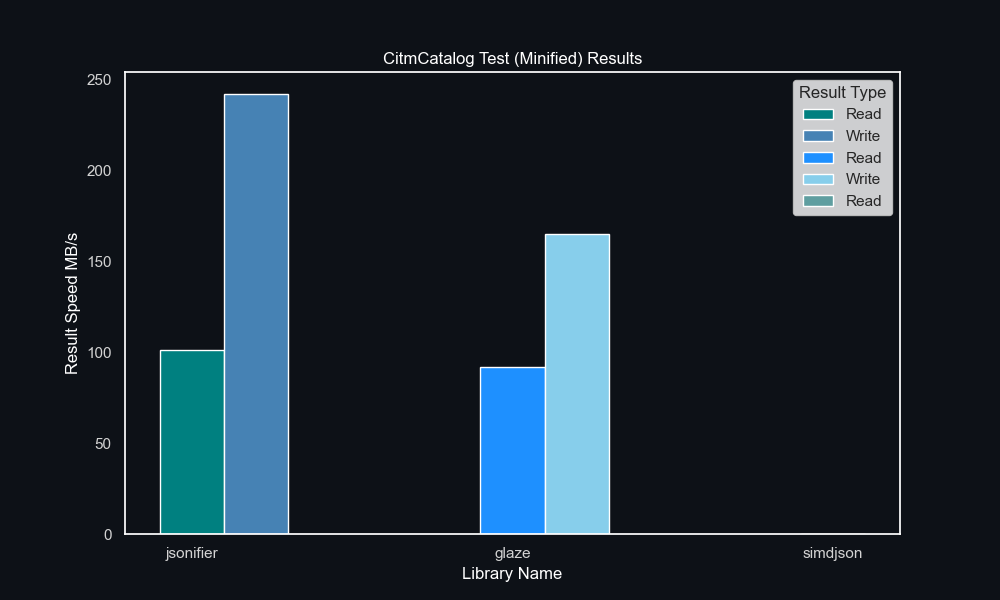 CitmCatalog Test (Minified) Results
250
200
150
100
50
0
Result Speed MB/s
Result Type
Read
Write
Read
Write
Read
jsonifier
glaze
simdjson
Library Name